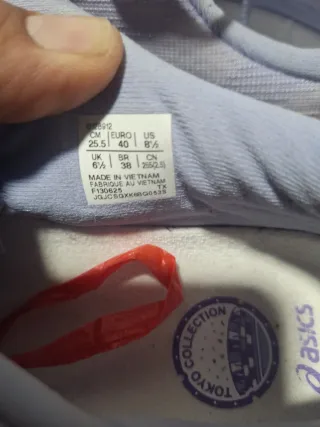 CM EURO US
25.5 40 8½
UK BR CN
6½ 38 255(2.5)
MADE IN VIETNAM
FABRIQUE AU VIETNAM
F130625 TX
TOKYO COLLECTION
asics